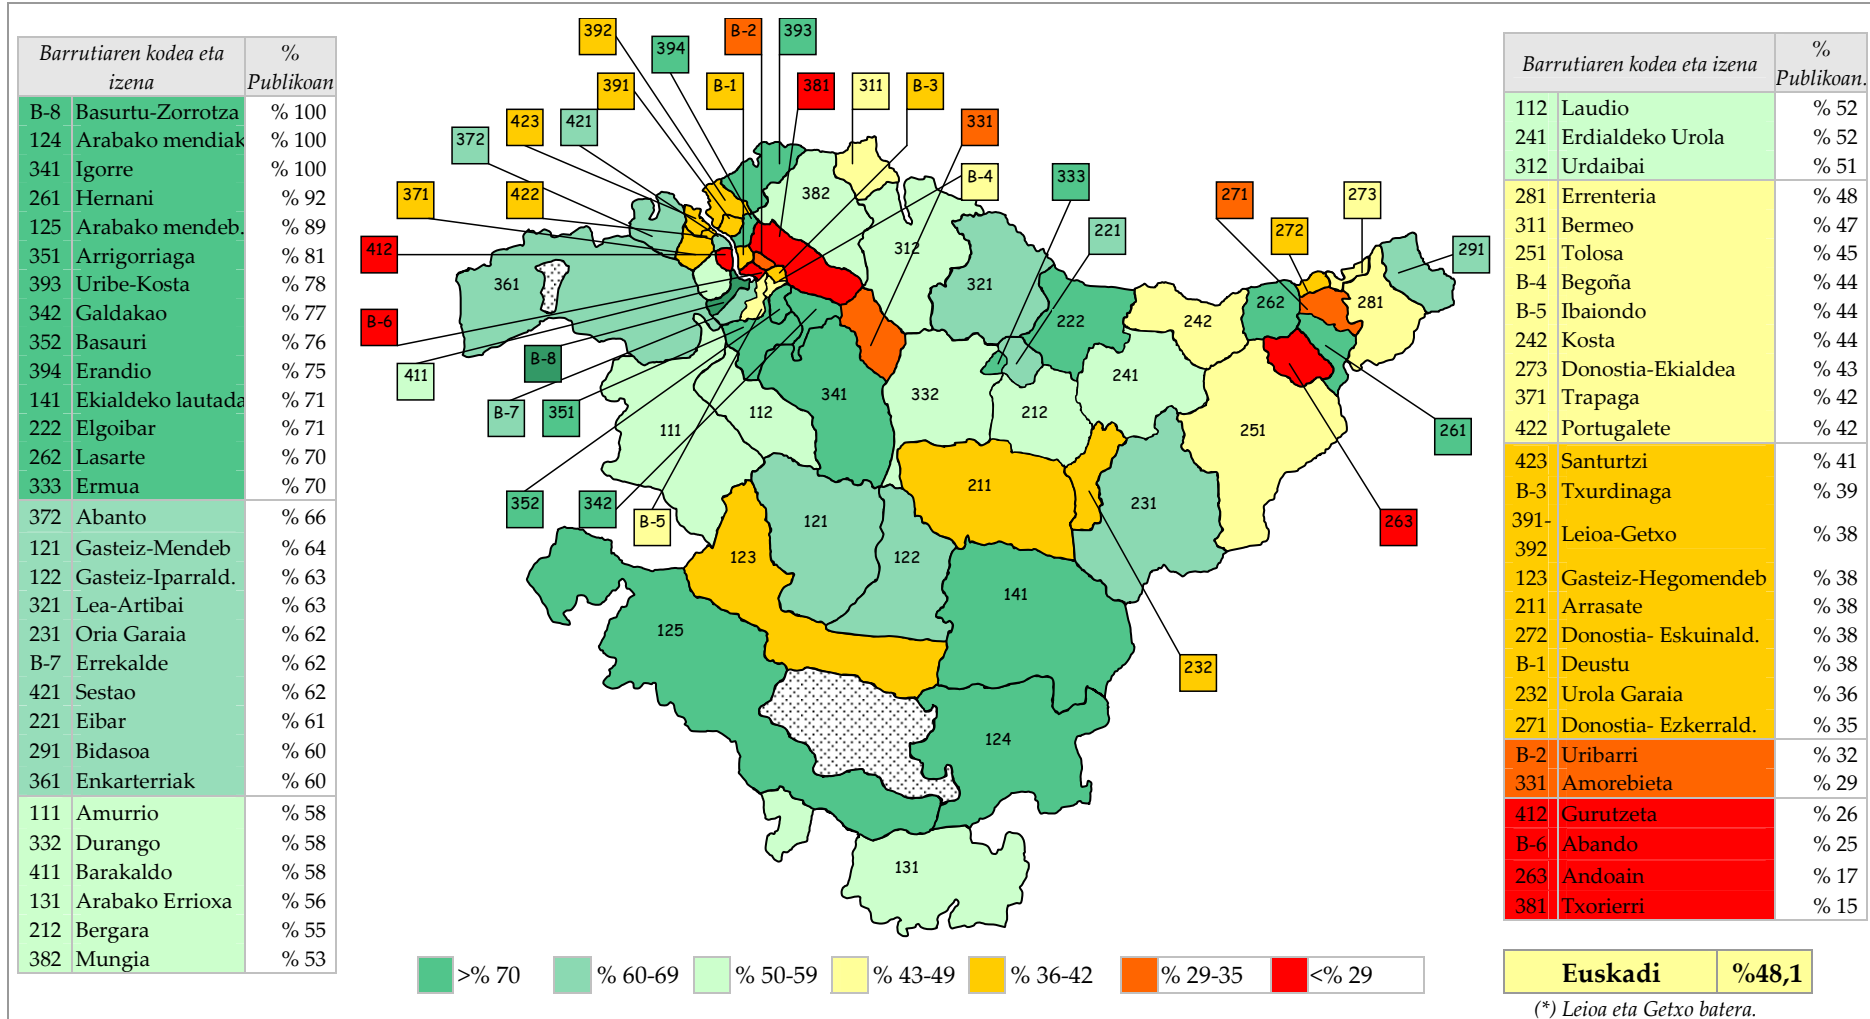 Barrutiaren kodea eta izena % Publikoan
B-8 Basurtu-Zorrotza % 100
124 Arabako mendiak % 100
341 Igorre % 100
261 Hernani % 92
125 Arabako mendeb. % 89
351 Arrigorriaga % 81
393 Uribe-Kosta % 78
342 Galdakao % 77
352 Basauri % 76
394 Erandio % 75
141 Ekialdeko lautada % 71
222 Elgoibar % 71
262 Lasarte % 70
333 Ermua % 70
372 Abanto % 66
121 Gasteiz-Mendeb % 64
122 Gasteiz-Iparrald. % 63
321 Lea-Artibai % 63
231 Oria Garaia % 62
B-7 Errekalde % 62
421 Sestao % 62
221 Eibar % 61
291 Bidasoa % 60
361 Enkarterriak % 60
111 Amurrio % 58
332 Durango % 58
411 Barakaldo % 58
131 Arabako Errioxa % 56
212 Bergara % 55
382 Mungia % 53
392
394
B-2
393
391
B-1
381
311
B-3
423
421
372
331
B-4
333
371
422
382
271
273
221
272
291
412
312
361
321
262
281
B-6
222
242
B-8
411
241
B-7
351
341
332
212
112
111
251
261
211
231
352
342
B-5
121
263
123
122
141
125
232
124
131
>% 70
% 60-69
% 50-59
% 43-49
% 36-42
% 29-35
<% 29
Barrutiaren kodea eta izena % Publikoan.
112 Laudio % 52
241 Erdialdeko Urola % 52
312 Urdaibai % 51
281 Errenteria % 48
311 Bermeo % 47
251 Tolosa % 45
B-4 Begoña % 44
B-5 Ibaiondo % 44
242 Kosta % 44
273 Donostia-Ekialdea % 43
371 Trapaga % 42
422 Portugalete % 42
423 Santurtzi % 41
B-3 Txurdinaga % 39
391-392 Leioa-Getxo % 38
123 Gasteiz-Hegomendeb % 38
211 Arrasate % 38
272 Donostia- Eskuinald. % 38
B-1 Deustu % 38
232 Urola Garaia % 36
271 Donostia- Ezkerrald. % 35
B-2 Uribarri % 32
331 Amorebieta % 29
412 Gurutzeta % 26
B-6 Abando % 25
263 Andoain % 17
381 Txorierri % 15
Euskadi %48,1
(*) Leioa eta Getxo batera.